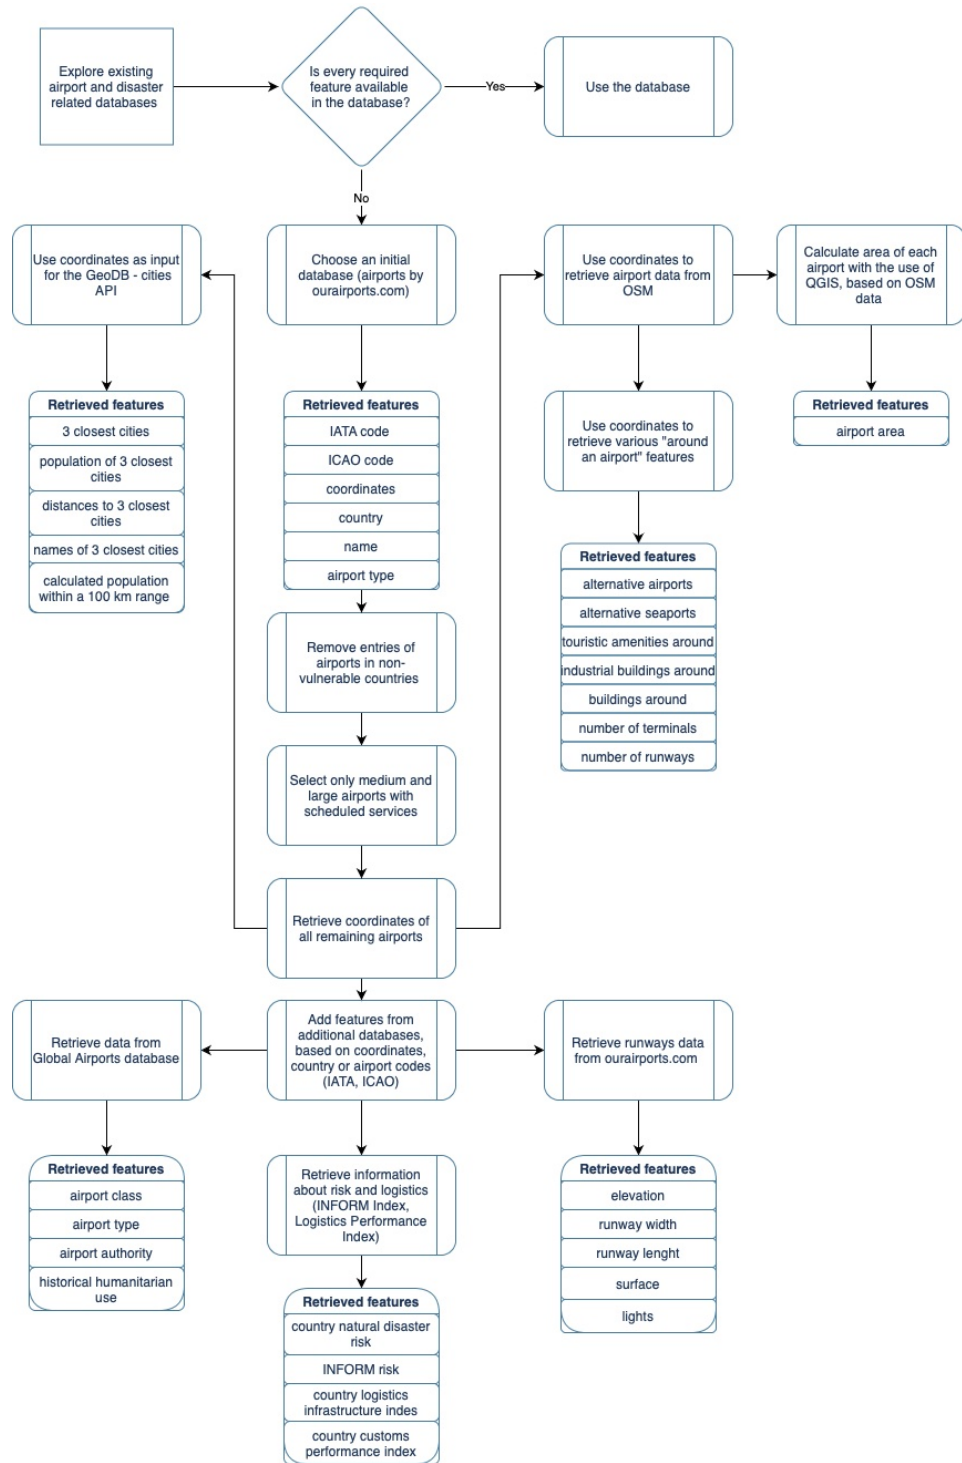 Explore existing
airport and disaster
related databases
Is every required
feature available
in the database?
Yes
Use the database
No
Use coordinates as input
for the GeoDB - cities
API
Choose an initial
database (airports by
ourairports.com)
Use coordinates to
retrieve airport data from
OSM
Calculate area of each
airport with the use of
QGIS, based on OSM
data
Retrieved features
3 closest cities
population of 3 closest
cities
distances to 3 closest
cities
names of 3 closest cities
calculated population
within a 100 km range
Retrieved features
IATA code
ICAO code
coordinates
country
name
airport type
Use coordinates to
retrieve various "around
an airport" features
Retrieved features
airport area
Retrieved features
alternative airports
alternative seaports
touristic amenities around
industrial buildings around
buildings around
number of terminals
number of runways
Remove entries of
airports in non-
vulnerable countries
Select only medium and
large airports with
scheduled services
Retrieve coordinates of
all remaining airports
Retrieve data from
Global Airports database
Add features from
additional databases,
based on coordinates,
country or airport codes
(IATA, ICAO)
Retrieve runways data
from ourairports.com
Retrieved features
airport class
airport type
airport authority
historical humanitarian
use
Retrieve information
about risk and logistics
(INFORM Index,
Logistics Performance
Index)
Retrieved features
elevation
runway width
runway lenght
surface
lights
Retrieved features
country natural disaster
risk
INFORM risk
country logistics
infrastructure indes
country customs
performance index